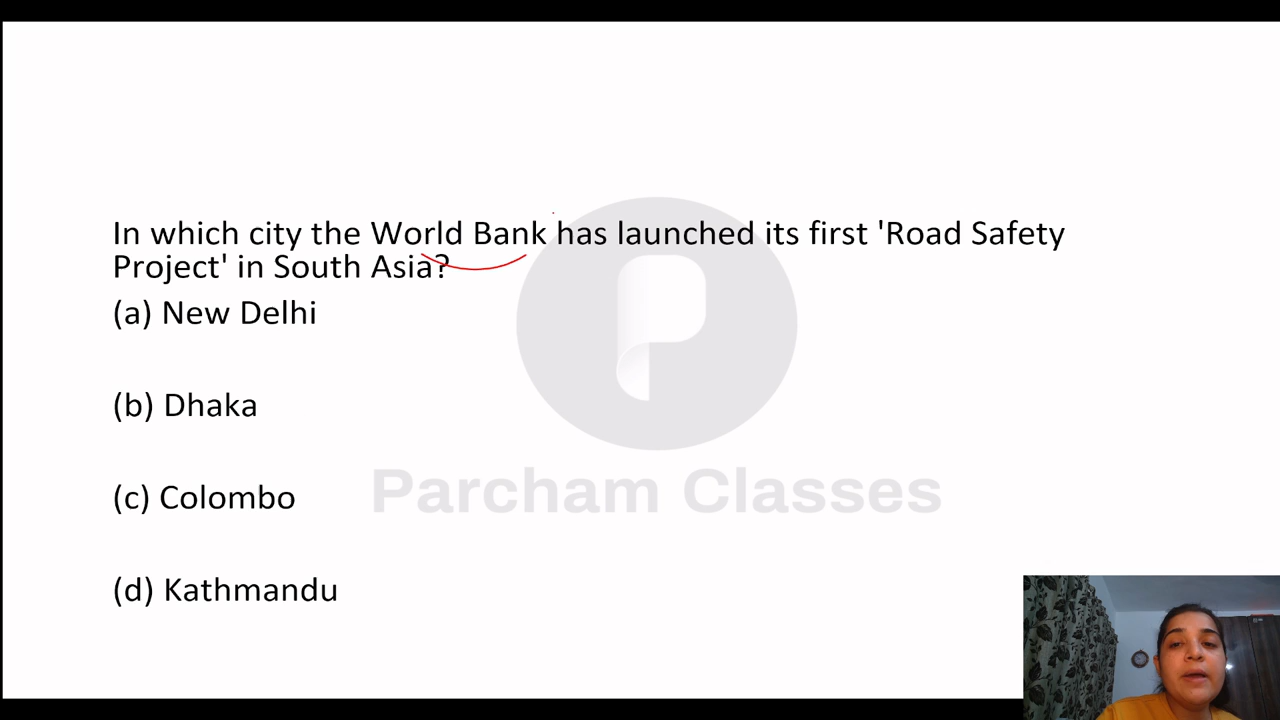 In which city the World Bank has launched its first 'Road Safety
Project' in South Asia?
(a) New Delhi
(b) Dhaka
(c) Colombo
Parcham Classes
(d) Kathmandu